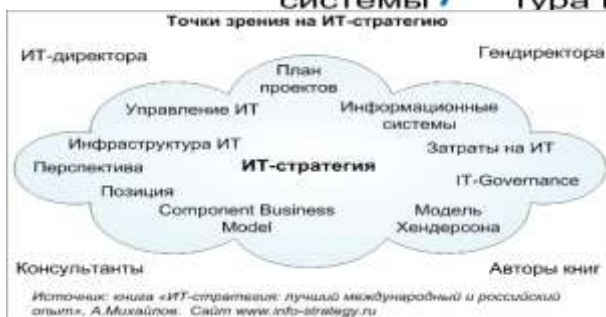 системы
Точки зрения на ИТ-стратегию
ИТ-директора
Гендиректора
План
проектов
Управление ИТ
Информационные
системы
Инфраструктура ИТ
Затраты на ИТ
Перспектива
ИТ-стратегия
IT-Governance
Позиция
Component Business
Model
Модель
Хендерсона
Консультанты
Авторы книг
Источник: книга «ИТ-стратегия: лучший международный и российский
опыт», А.Михайлов. Сайт www.info-strategy.ru